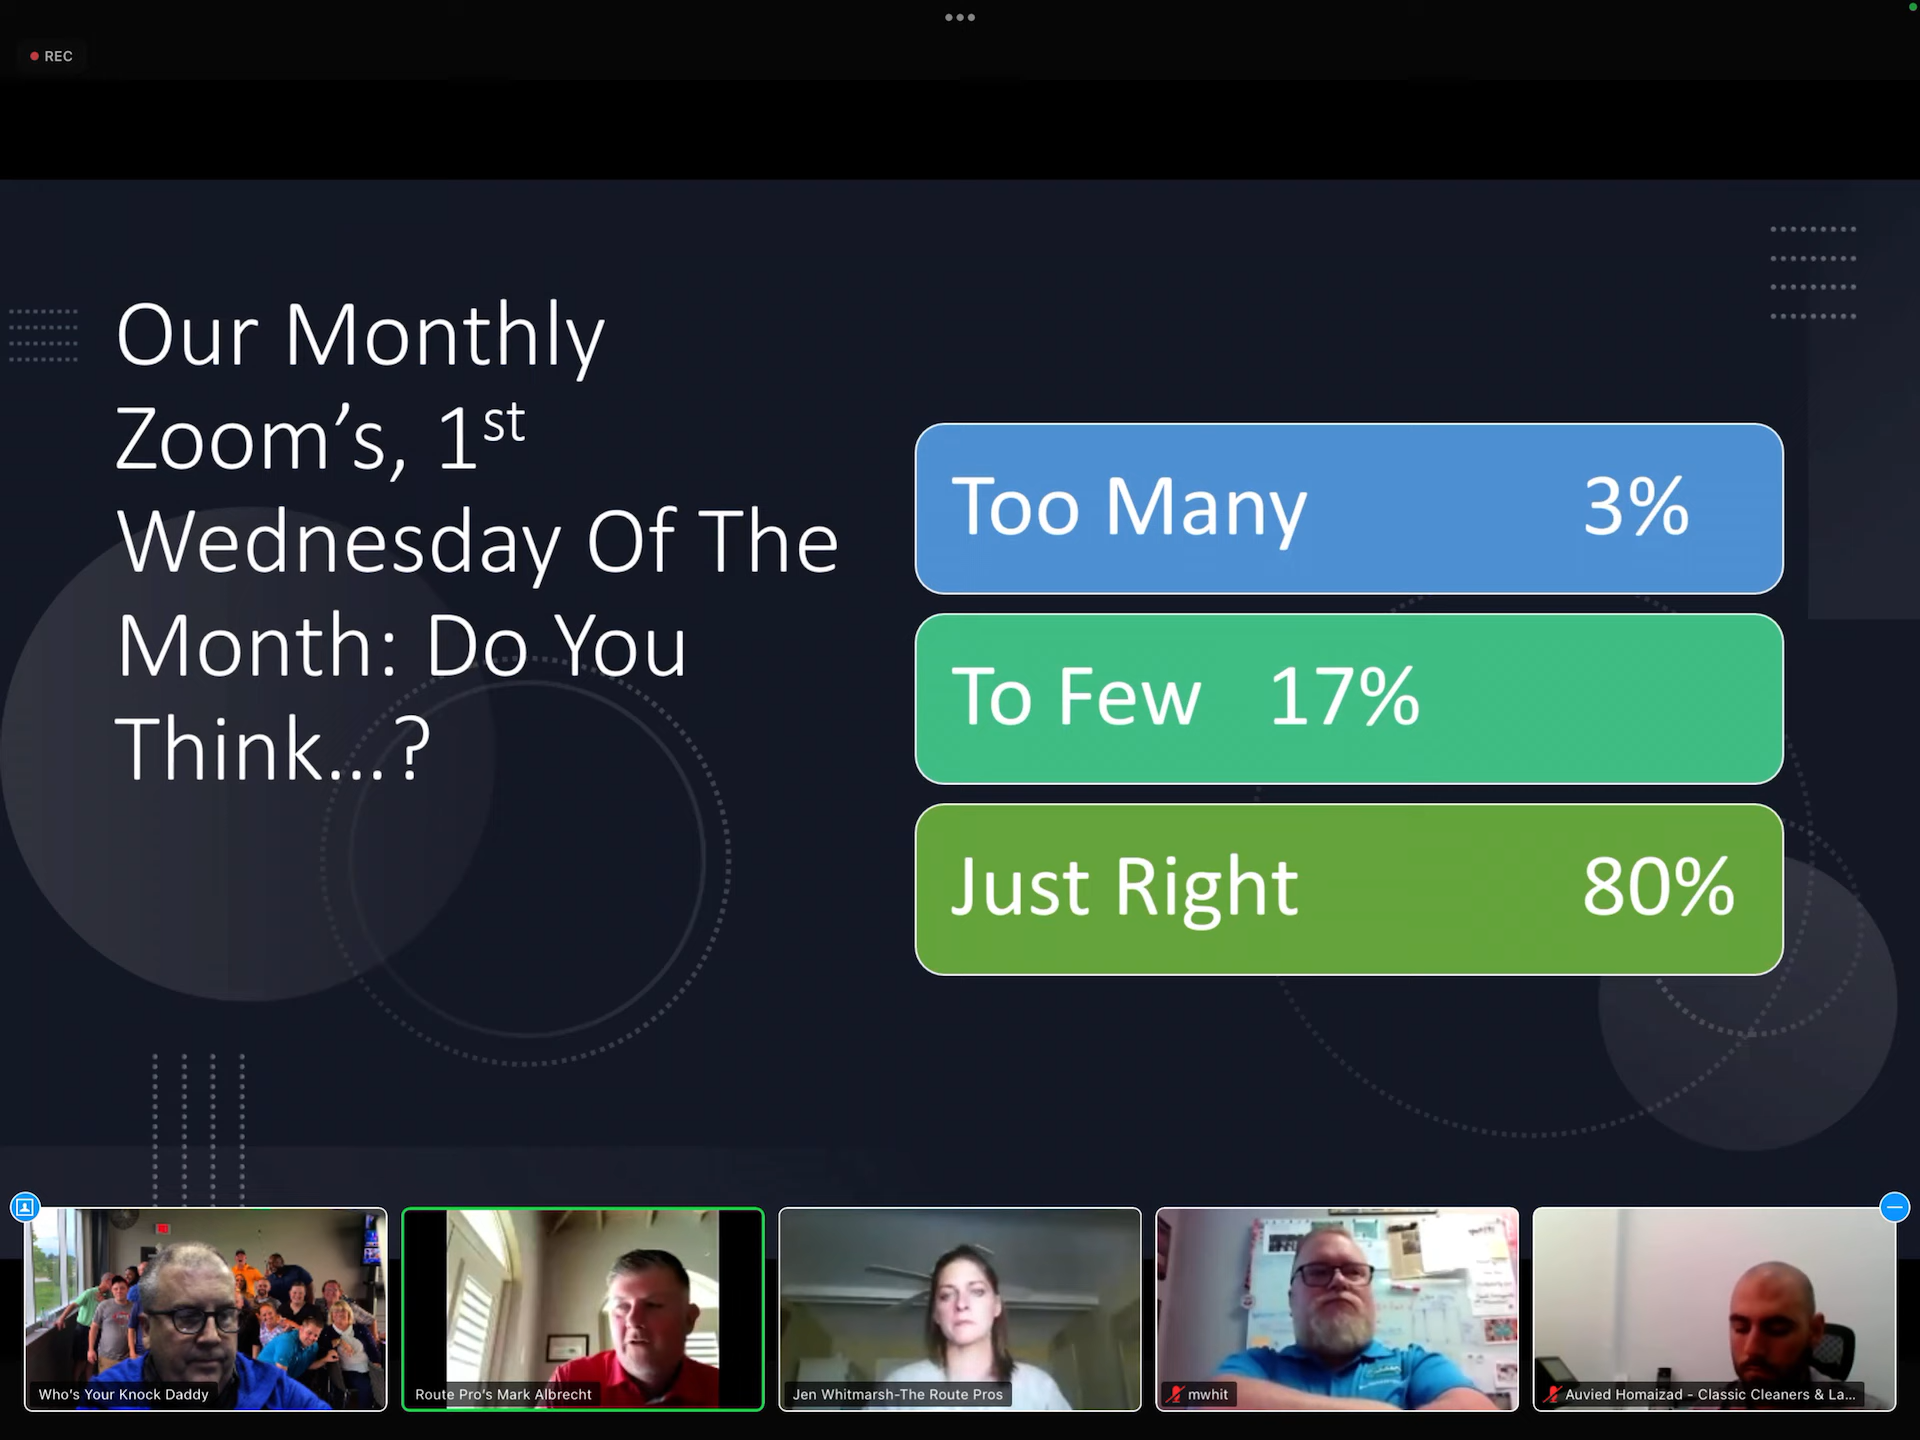 REC
Our Monthly
Zoom’s, 1st
Wednesday Of The
Month: Do You
Think...?
Too Many 3%
To Few 17%
Just Right 80%
Who's Your Knock Daddy
Route Pro's Mark Albrecht
Jen Whitmarsh-The Route Pros
mwhit
Auvied Homaizad - Classic Cleaners & La...